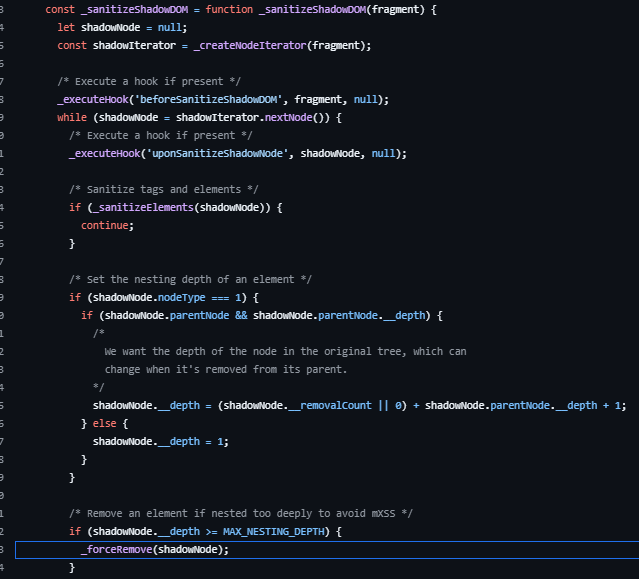 3 const _sanitizeShadowDOM = function _sanitizeShadowDOM(fragment) {
4 let shadowNode = null;
5 const shadowIterator = _createNodeIterator(fragment);
6
7 /* Execute a hook if present */
8 _executeHook('beforeSanitizeShadowDOM', fragment, null);
9 while (shadowNode = shadowIterator.nextNode()) {
0 /* Execute a hook if present */
1 _executeHook('uponSanitizeShadowNode', shadowNode, null);
2
3 /* Sanitize tags and elements */
4 if (_sanitizeElements(shadowNode)) {
5 continue;
6 }
7
8 /* Set the nesting depth of an element */
9 if (shadowNode.nodeType === 1) {
0 if (shadowNode.parentNode && shadowNode.parentNode.__depth) {
1 /*
2 We want the depth of the node in the original tree, which can
3 change when it's removed from its parent.
4 */
5 shadowNode.__depth = (shadowNode.__removalCount || 0) + shadowNode.parentNode.__depth + 1;
6 } else {
7 shadowNode.__depth = 1;
8 }
9 }
0
1 /* Remove an element if nested too deeply to avoid mXSS */
2 if (shadowNode.__depth >= MAX_NESTING_DEPTH) {
3 _forceRemove(shadowNode);
4 }